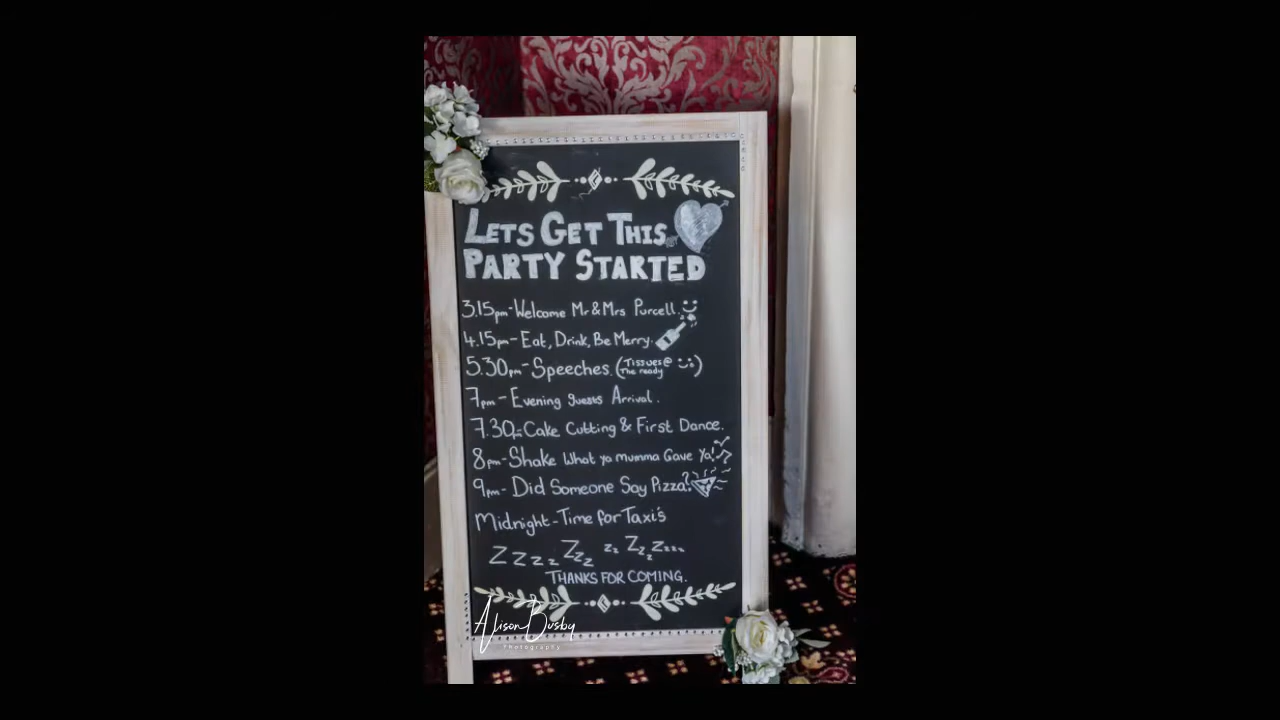 LETS GET THIS
PARTY STARTED
3.15pm-Welcome Mr & Mrs Purcell.
4.15pm-Eat, Drink, Be Merry.
5.30pm-Speeches. (Tissues @
The ready )
7pm-Evening guests Arrival.
7.30pm-Cake Cutting & First Dance.
8pm-Shake What ya mumma Gave Ya!
9pm-Did Someone Say Pizza?
Midnight-Time for Taxi's
ZZZZ ZZZ ZZ ZZZZZZZ
THANKS FOR COMING.
Alison Busby
Photography